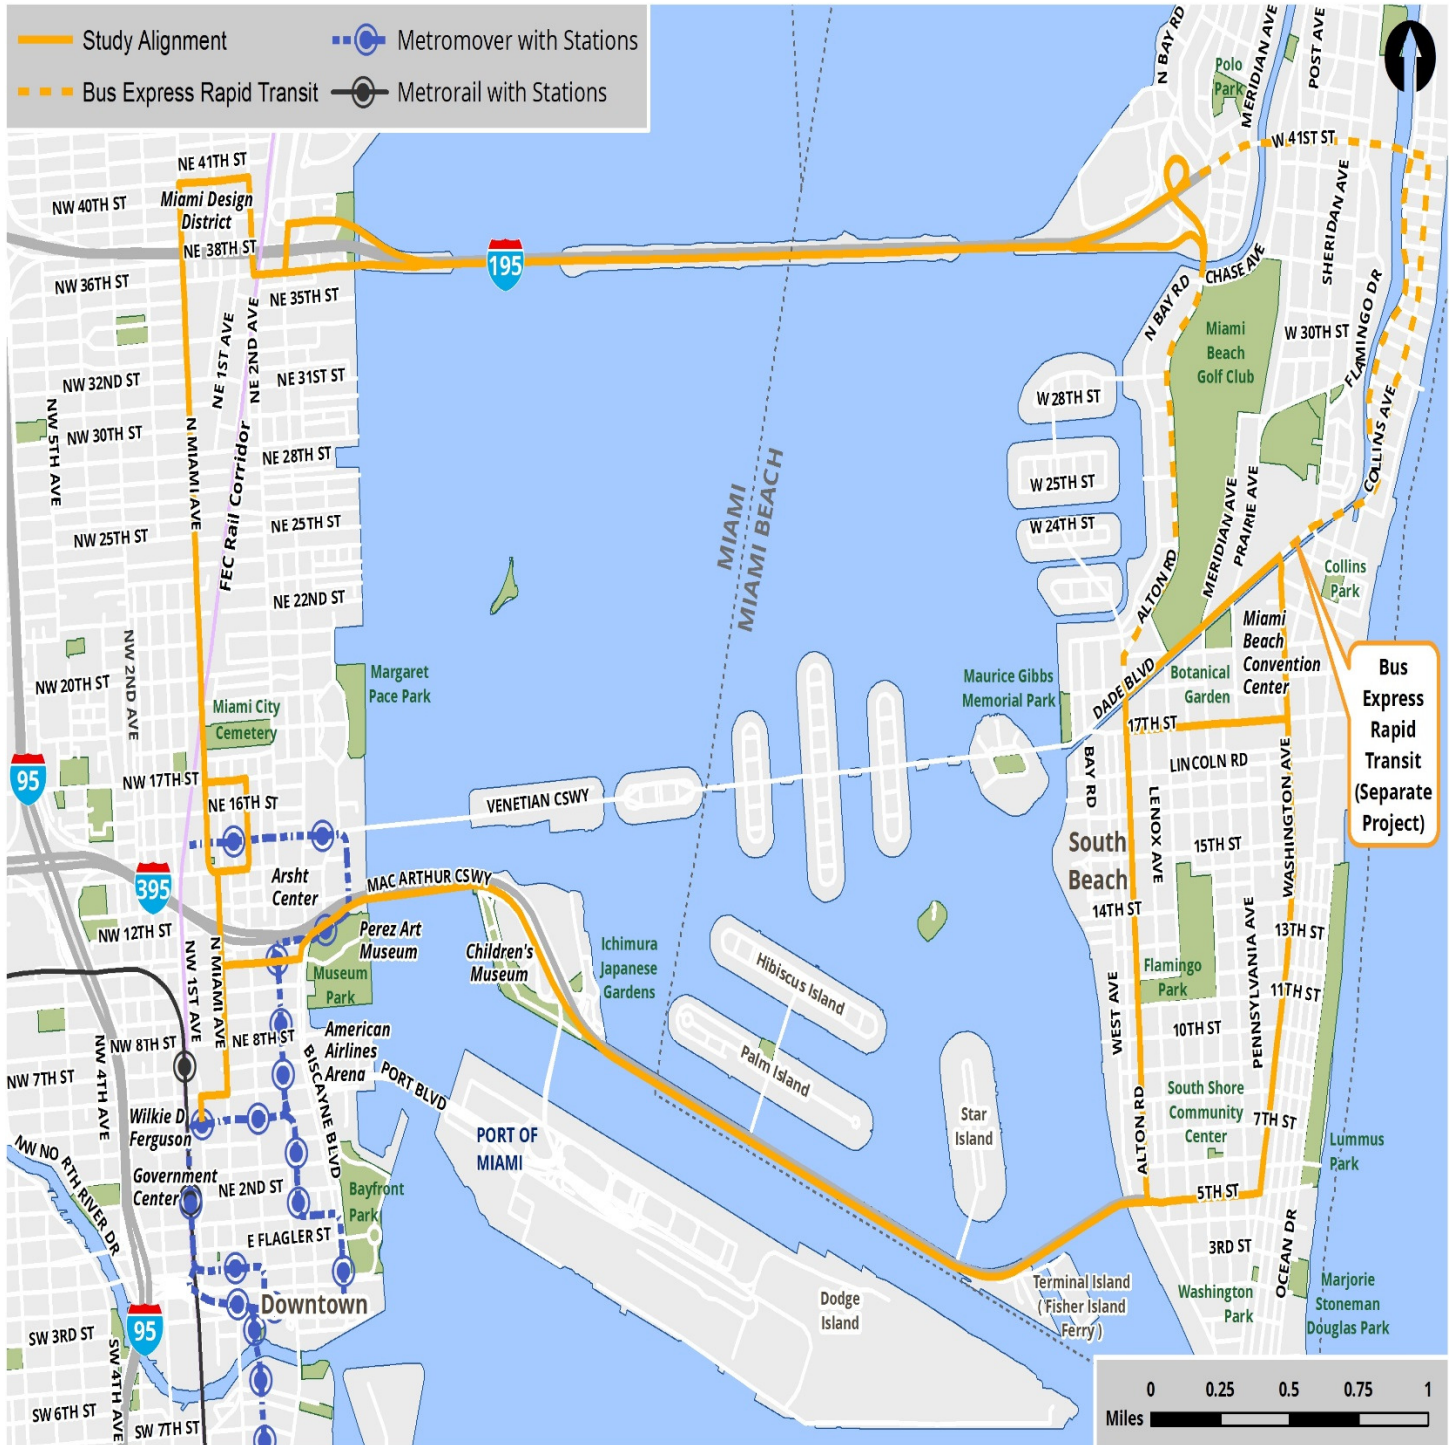 Study Alignment
Metromover with Stations
Bus Express Rapid Transit
Metrorail with Stations
N BAY RD
MERIDIAN AVE
POST AVE
Polo
Park
W 41ST ST
NE 41TH ST
NW 40TH ST
Miami Design
District
NE 38TH ST
195
NW 36TH ST
NE 35TH ST
N BAY RD
CHASE AVE
SHERIDAN AVE
FLAMINGO DR
Miami
Beach
Golf Club
W 30TH ST
NE 1ST AVE
NE 2ND AVE
NE 31ST ST
NW 32ND ST
NW 5TH AVE
NW 30TH ST
N MIAMI AVE
FEC Rail Corridor
NE 28TH ST
W 28TH ST
W 25TH ST
W 24TH ST
COLLINS AVE
MIAMI
MIAMI BEACH
NW 25TH ST
NE 25TH ST
NE 22ND ST
ALTON RD
MERIDIAN AVE
PRAIRIE AVE
Collins
Park
NW 2ND AVE
NW 20TH ST
Margaret
Pace Park
Miami City
Cemetery
Maurice Gibbs
Memorial Park
DADE BLVD
Botanical
Garden
Miami
Beach
Convention
Center
Bus
Express
Rapid
Transit
(Separate
Project)
17TH ST
LINCOLN RD
BAY RD
LENOX AVE
WASHINGTON AVE
95
NW 17TH ST
NE 16TH ST
VENETIAN CSWY
South
Beach
15TH ST
14TH ST
395
Arsht
Center
MAC ARTHUR CSWY
NW 12TH ST
Perez Art
Museum
Museum
Park
Children's
Museum
Ichimura
Japanese
Gardens
Hibiscus Island
Palm Island
Star
Island
Flamingo
Park
13TH ST
11TH ST
10TH ST
PENNSYLVANIA AVE
WEST AVE
NW 1ST AVE
N MIAMI AVE
NW 8TH ST
NE 8TH ST
American
Airlines
Arena
NW 7TH ST
NW 4TH AVE
BISCAYNE BLVD
PORT BLVD
Wilkie D.
Ferguson
PORT OF
MIAMI
South Shore
Community
Center
7TH ST
ALTON RD
Lummus
Park
NW NO RTH RIVER DR
Government
Center
NE 2ND ST
Bayfront
Park
E FLAGLER ST
5TH ST
3RD ST
OCEAN DR
Downtown
Dodge
Island
Terminal Island
(Fisher Island
Ferry )
Washington
Park
Marjorie
Stoneman
Douglas Park
95
SW 3RD ST
SW 4TH AVE
SW 6TH ST
SW 7TH ST
0 0.25 0.5 0.75 1
Miles